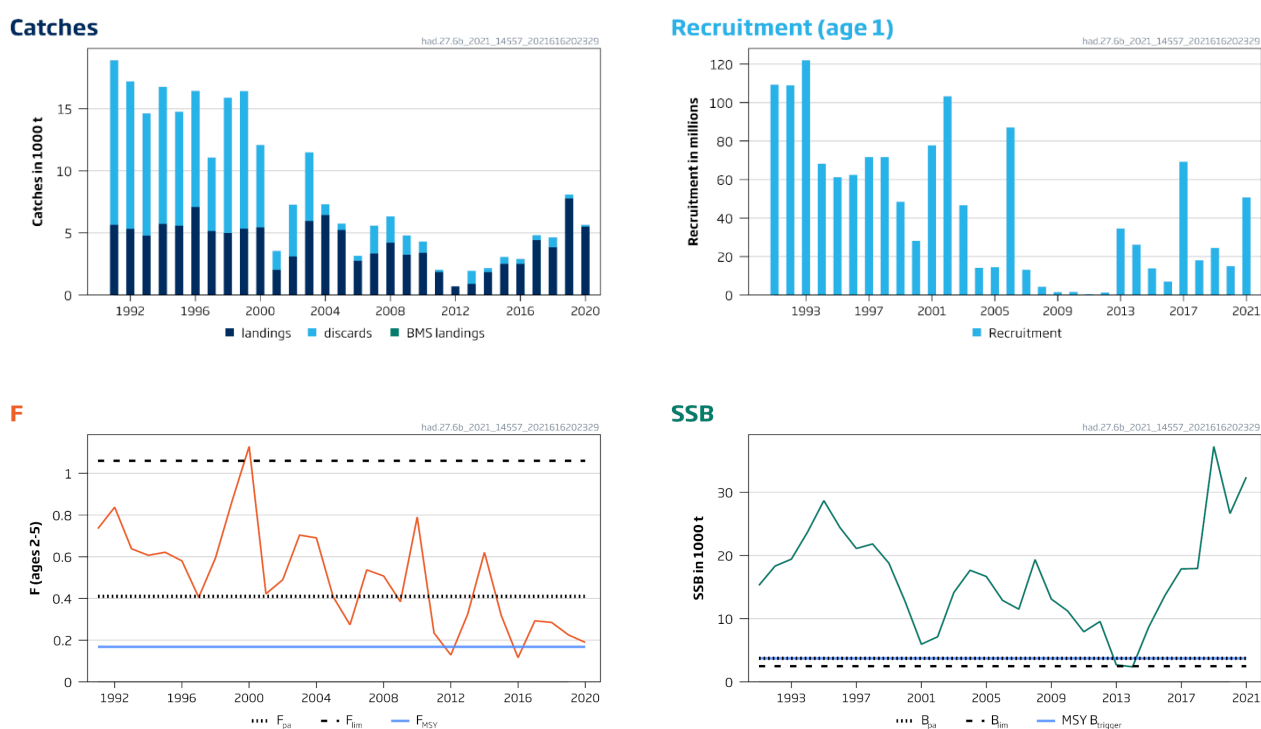 Catches
had.27.6b_2021_14557_2021616202329
Catches in 1000 t
15
10
5
0
1992 1996 2000 2004 2008 2012 2016 2020
landings discards BMS landings
Recruitment (age 1)
had.27.6b_2021_14557_2021616202329
Recruitment in millions
120
100
80
60
40
20
0
1993 1997 2001 2005 2009 2013 2017 2021
Recruitment
F
had.27.6b_2021_14557_2021616202329
F (ages 2-5)
1
0.8
0.6
0.4
0.2
0
1992 1996 2000 2004 2008 2012 2016 2020
Fpa Flim FMSY
SSB
had.27.6b_2021_14557_2021616202329
SSB in 1000 t
30
20
10
0
1993 1997 2001 2005 2009 2013 2017 2021
Bpa Blim MSY Btrigger